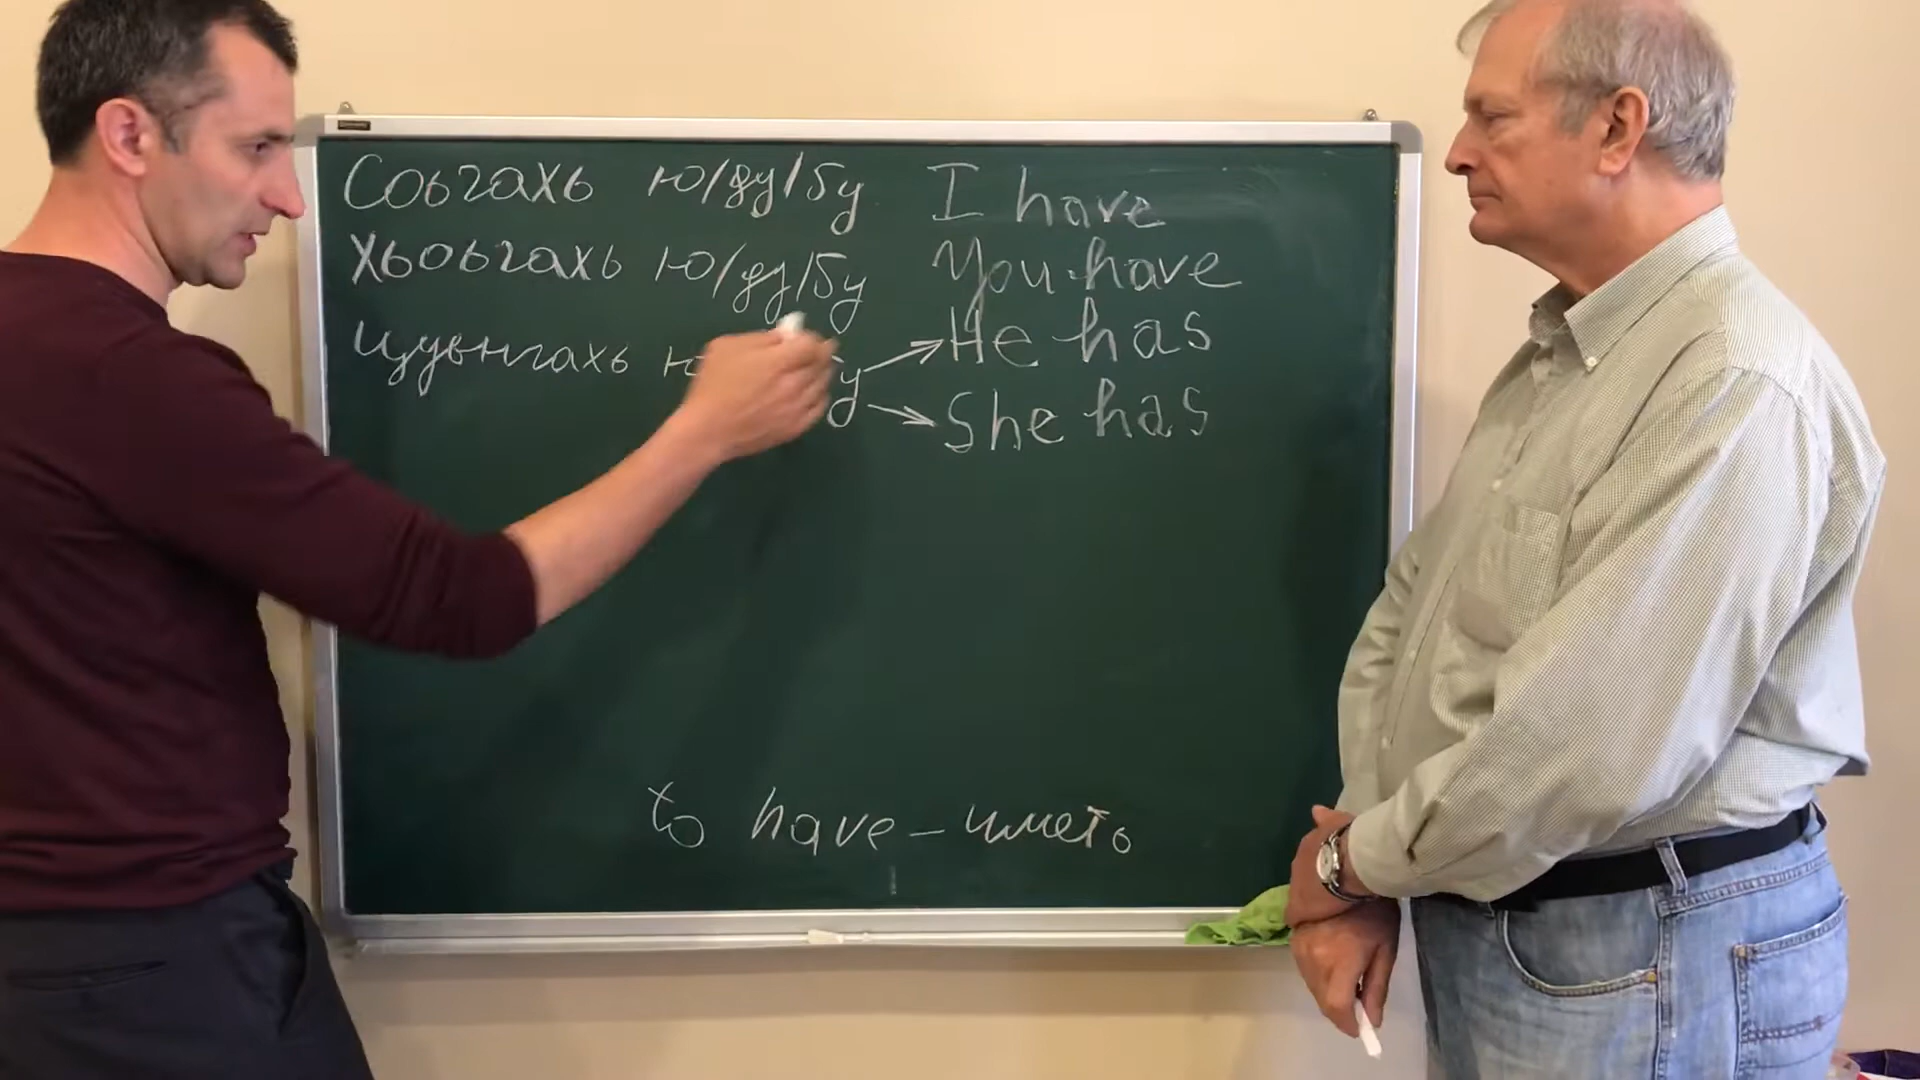 Соьгахь ю/ду/бу I have
Хьоьгахь ю/ду/бу You have
Цуьнгахь He has
She has
to have – иметь